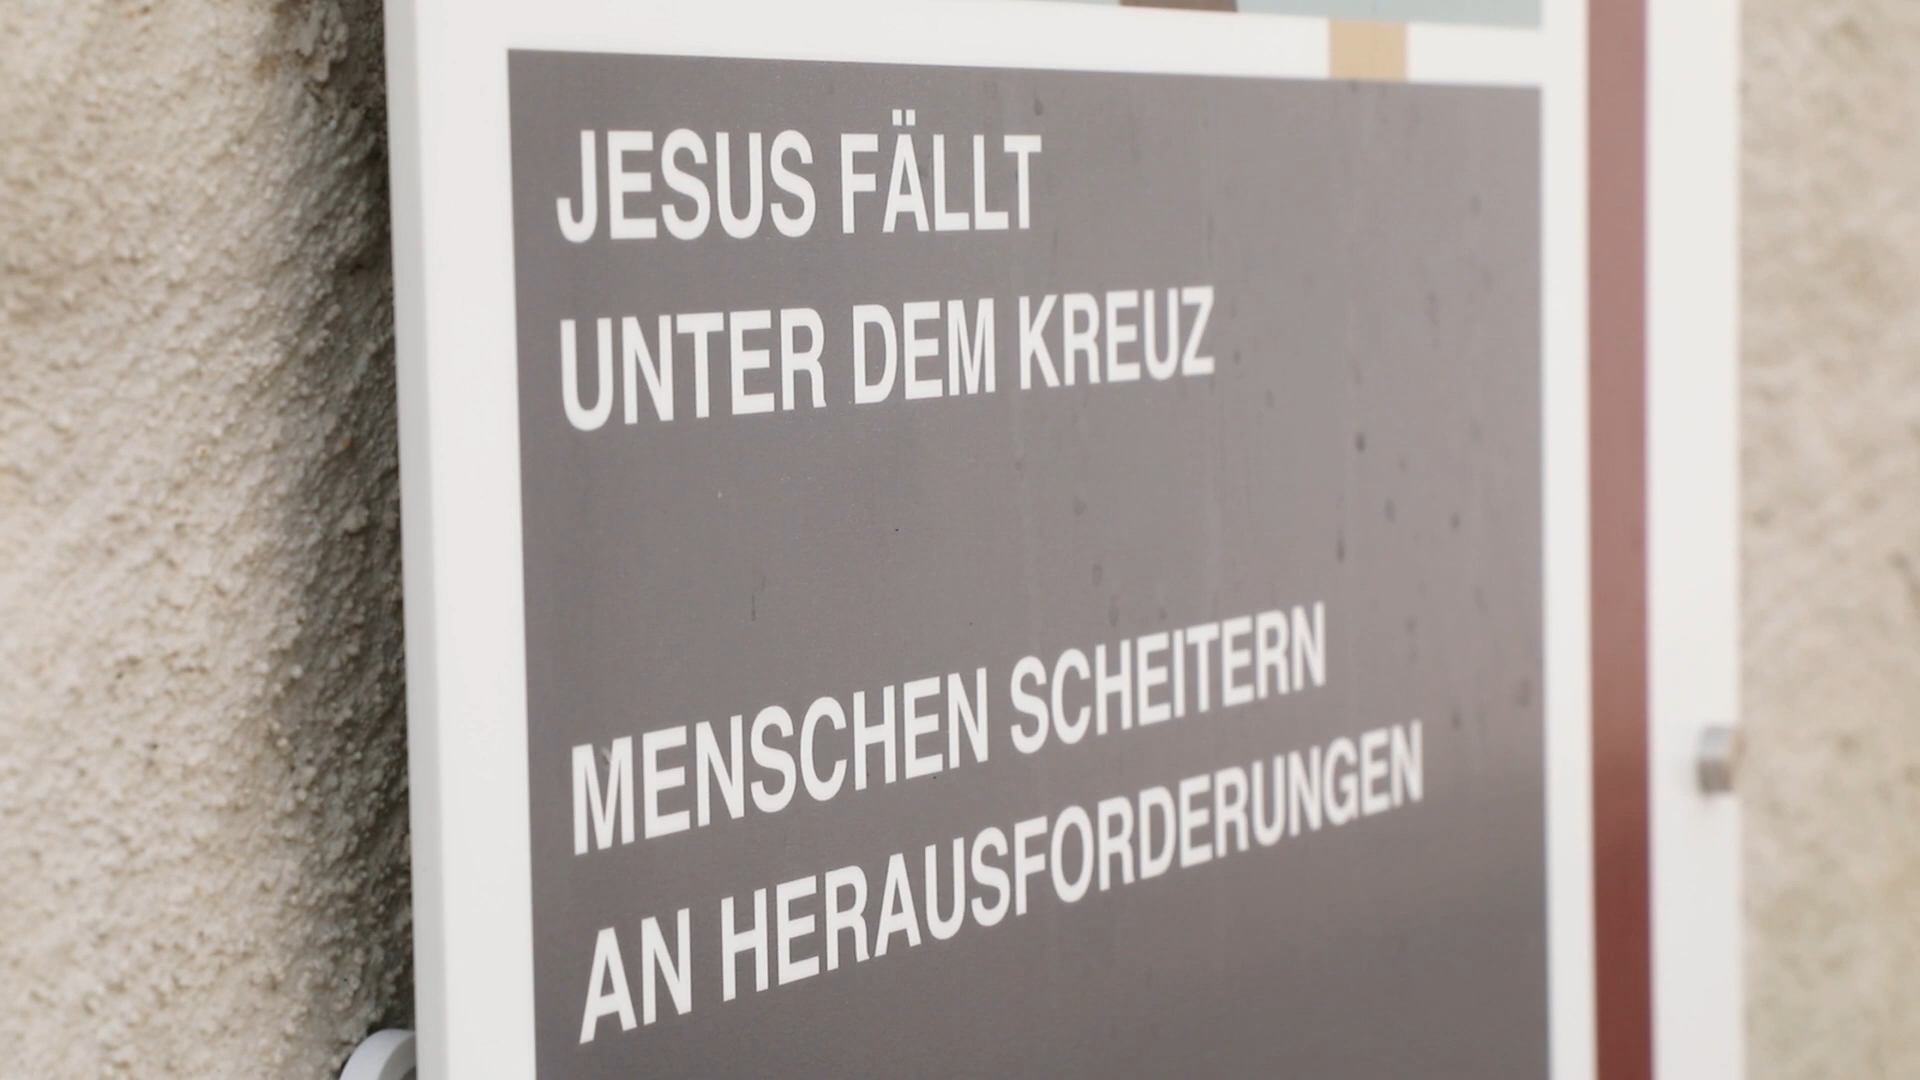 JESUS FÄLLT
UNTER DEM KREUZ
MENSCHEN SCHEITERN
AN HERAUSFORDERUNGEN